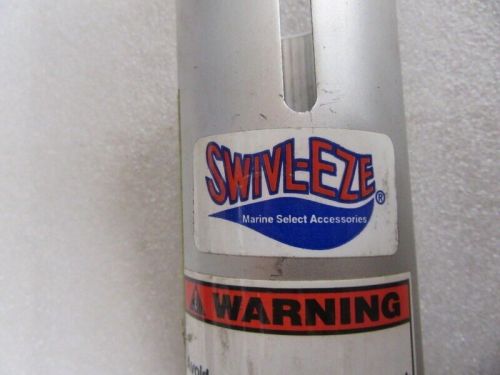 SWIVL-EZE®
Marine Select Accessories
WARNING